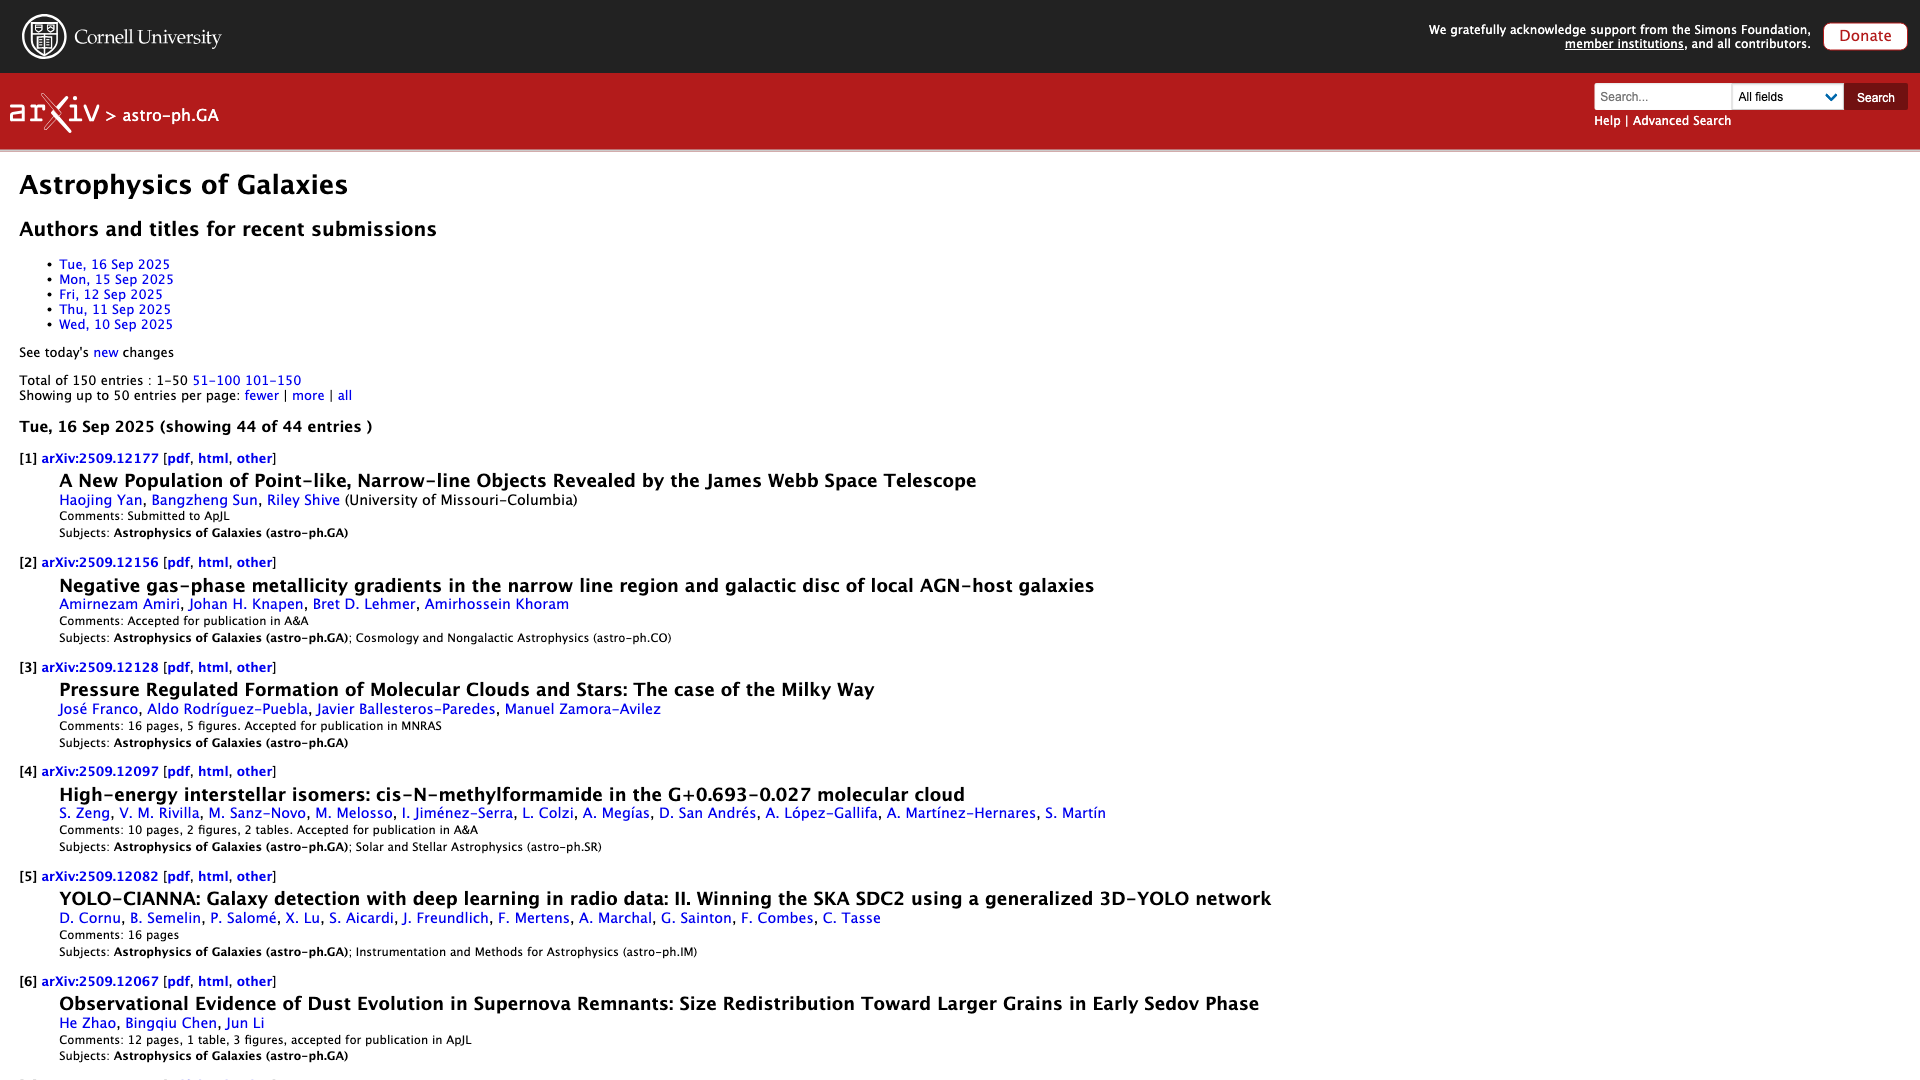 Cornell University
We gratefully acknowledge support from the Simons Foundation,
member institutions, and all contributors.
Donate
arXiv > astro-ph.GA
Search...
All fields
Search
Help | Advanced Search
Astrophysics of Galaxies
Authors and titles for recent submissions
• Tue, 16 Sep 2025
• Mon, 15 Sep 2025
• Fri, 12 Sep 2025
• Thu, 11 Sep 2025
• Wed, 10 Sep 2025
See today's new changes
Total of 150 entries : 1-50 51-100 101-150
Showing up to 50 entries per page: fewer | more | all
Tue, 16 Sep 2025 (showing 44 of 44 entries )
[1] arXiv:2509.12177 [pdf, html, other]
A New Population of Point-like, Narrow-line Objects Revealed by the James Webb Space Telescope
Haojing Yan, Bangzheng Sun, Riley Shive (University of Missouri-Columbia)
Comments: Submitted to ApJL
Subjects: Astrophysics of Galaxies (astro-ph.GA)
[2] arXiv:2509.12156 [pdf, html, other]
Negative gas-phase metallicity gradients in the narrow line region and galactic disc of local AGN-host galaxies
Amirnezam Amiri, Johan H. Knapen, Bret D. Lehmer, Amirhossein Khoram
Comments: Accepted for publication in A&A
Subjects: Astrophysics of Galaxies (astro-ph.GA); Cosmology and Nongalactic Astrophysics (astro-ph.CO)
[3] arXiv:2509.12128 [pdf, html, other]
Pressure Regulated Formation of Molecular Clouds and Stars: The case of the Milky Way
José Franco, Aldo Rodríguez-Puebla, Javier Ballesteros-Paredes, Manuel Zamora-Avilez
Comments: 16 pages, 5 figures. Accepted for publication in MNRAS
Subjects: Astrophysics of Galaxies (astro-ph.GA)
[4] arXiv:2509.12097 [pdf, html, other]
High-energy interstellar isomers: cis-N-methylformamide in the G+0.693-0.027 molecular cloud
S. Zeng, V. M. Rivilla, M. Sanz-Novo, M. Melosso, I. Jiménez-Serra, L. Colzi, A. Megías, D. San Andrés, A. López-Gallifa, A. Martínez-Hernares, S. Martín
Comments: 10 pages, 2 figures, 2 tables. Accepted for publication in A&A
Subjects: Astrophysics of Galaxies (astro-ph.GA); Solar and Stellar Astrophysics (astro-ph.SR)
[5] arXiv:2509.12082 [pdf, html, other]
YOLO-CIANNA: Galaxy detection with deep learning in radio data: II. Winning the SKA SDC2 using a generalized 3D-YOLO network
D. Cornu, B. Semelin, P. Salomé, X. Lu, S. Aicardi, J. Freundlich, F. Mertens, A. Marchal, G. Sainton, F. Combes, C. Tasse
Comments: 16 pages
Subjects: Astrophysics of Galaxies (astro-ph.GA); Instrumentation and Methods for Astrophysics (astro-ph.IM)
[6] arXiv:2509.12067 [pdf, html, other]
Observational Evidence of Dust Evolution in Supernova Remnants: Size Redistribution Toward Larger Grains in Early Sedov Phase
He Zhao, Bingqiu Chen, Jun Li
Comments: 12 pages, 1 table, 3 figures, accepted for publication in ApJL
Subjects: Astrophysics of Galaxies (astro-ph.GA)